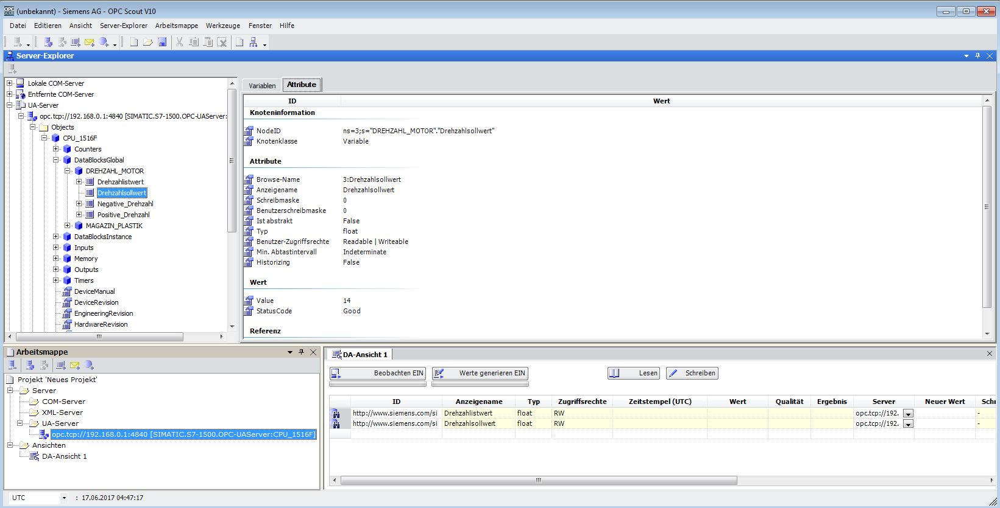 (unbekannt) - Siemens AG - OPC Scout V10
Datei Editieren Ansicht Server-Explorer Arbeitsmappe Werkzeuge Fenster Hilfe
Server-Explorer
Lokale COM-Server
Entfernte COM-Server
UA-Server
opc.tcp://192.168.0.1:4840 [SIMATIC.S7-1500.OPC-UAServer:
Objects
CPU_1516F
Counters
DataBlocksGlobal
DREHZAHL_MOTOR
Drehzahlistwert
Drehzahlsollwert
Negative_Drehzahl
Positive_Drehzahl
MAGAZIN_PLASTIK
DataBlocksInstance
Inputs
Memory
Outputs
Timers
DeviceManual
DeviceRevision
EngineeringRevision
HardwareRevision
Variablen Attribute
ID Wert
Knoteninformation
NodeID ns=3;s="DREHZAHL_MOTOR"."Drehzahlsollwert"
Knotenklasse Variable
Attribute
Browse-Name 3:Drehzahlsollwert
Anzeigename Drehzahlsollwert
Schreibmaske 0
Benutzerschreibmaske 0
Ist abstrakt False
Typ float
Benutzer-Zugriffsrechte Readable | Writeable
Min. Abtastintervall Indeterminate
Historizing False
Wert
Value 14
StatusCode Good
Referenz
Arbeitsmappe
Projekt 'Neues Projekt'
Server
COM-Server
XML-Server
UA-Server
opc.tcp://192.168.0.1:4840 [SIMATIC.S7-1500.OPC-UAServer:CPU_1516F]
Ansichten
DA-Ansicht 1
DA-Ansicht 1
Beobachten EIN Werte generieren EIN Lesen Schreiben
ID Anzeigename Typ Zugriffsrechte Zeitstempel (UTC) Wert Qualität Ergebnis Server Neuer Wert Schr
http://www.siemens.com/si Drehzahlistwert float RW opc.tcp://192. -
http://www.siemens.com/si Drehzahlsollwert float RW opc.tcp://192. -
UTC : 17.06.2017 04:47:17